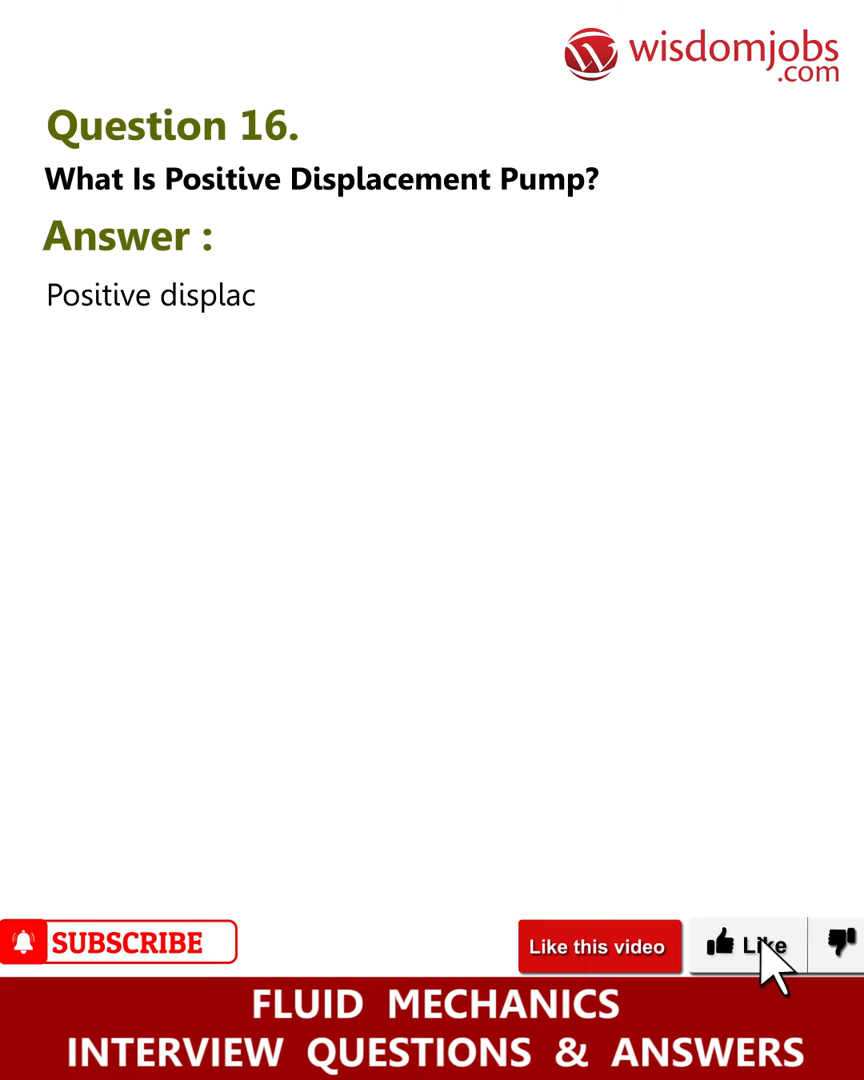 wisdomjobs
.com
Question 16.
What Is Positive Displacement Pump?
Answer :
Positive displac
SUBSCRIBE
Like this video
Like
FLUID MECHANICS
INTERVIEW QUESTIONS & ANSWERS